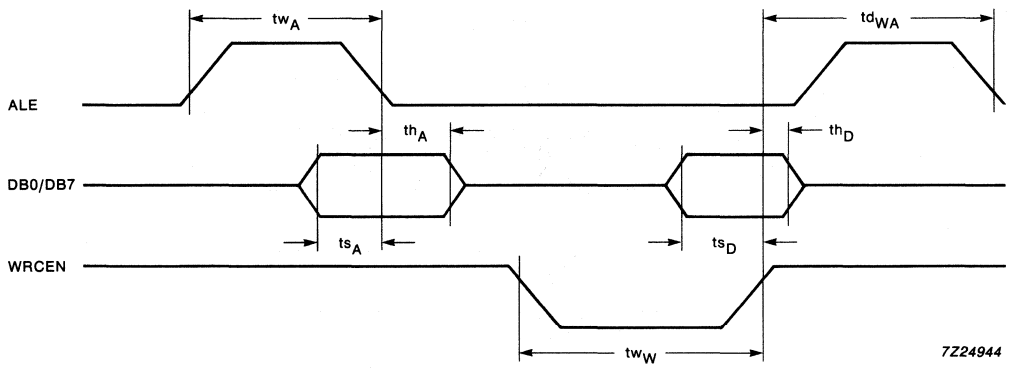 twA
tdWA
ALE
thA
thD
DB0/DB7
tsA
tsD
WRCEN
twW
7Z24944